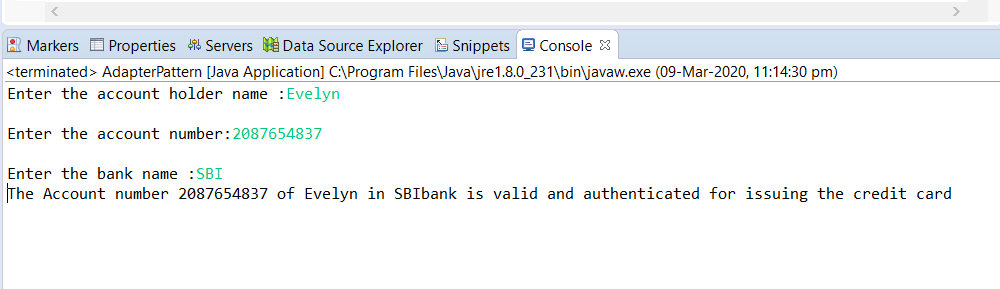 Markers Properties Servers Data Source Explorer Snippets Console
<terminated> AdapterPattern [Java Application] C:\Program Files\Java\jre1.8.0_231\bin\javaw.exe (09-Mar-2020, 11:14:30 pm)
Enter the account holder name :Evelyn
Enter the account number:2087654837
Enter the bank name :SBI
The Account number 2087654837 of Evelyn in SBIbank is valid and authenticated for issuing the credit card